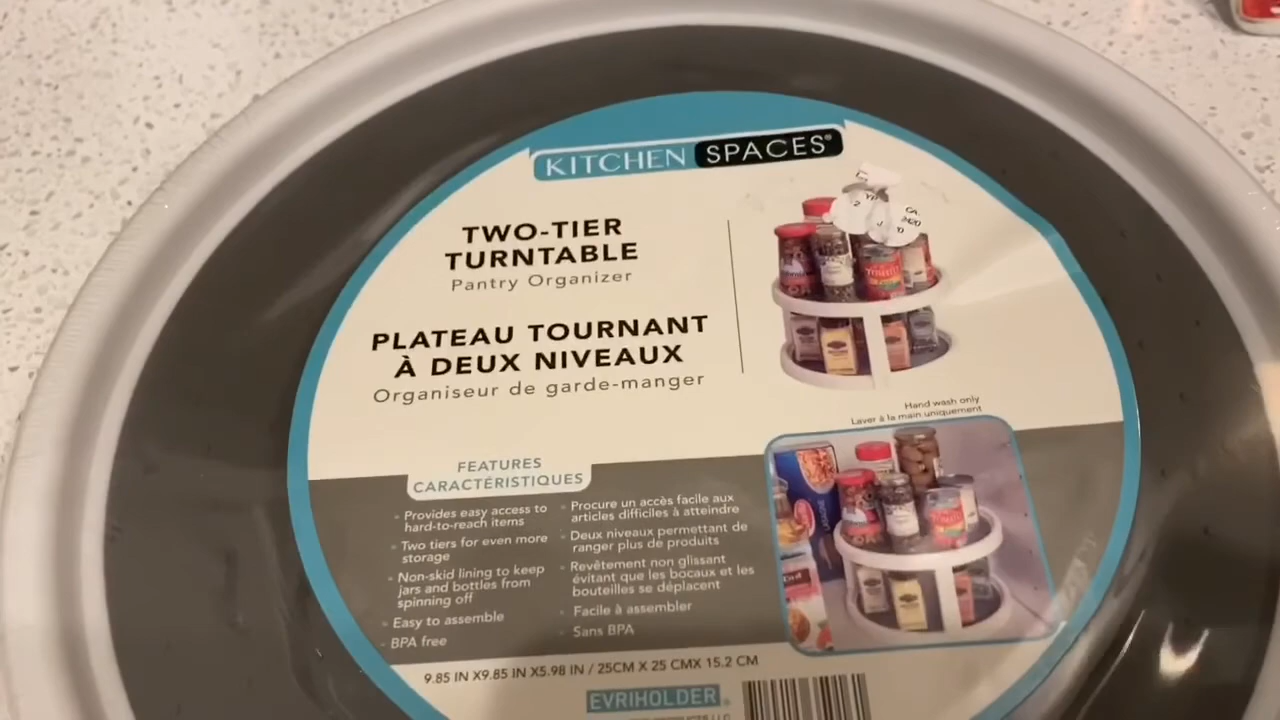 KITCHEN SPACES®
TWO-TIER
TURNTABLE
Pantry Organizer
PLATEAU TOURNANT
À DEUX NIVEAUX
Organiseur de garde-manger
Hand wash only
Laver à la main uniquement
FEATURES
CARACTÉRISTIQUES
- Provides easy access to
hard-to-reach items
- Two tiers for even more
storage
- Non-skid lining to keep
jars and bottles from
spinning off
- Easy to assemble
- BPA free
- Procure un accès facile aux
articles difficiles à atteindre
- Deux niveaux permettant de
ranger plus de produits
- Revêtement non glissant
évitant que les bocaux et les
bouteilles se déplacent
- Facile à assembler
- Sans BPA
9.85 IN X9.85 IN X5.98 IN / 25CM X 25 CMX 15.2 CM
EVRIHOLDER®